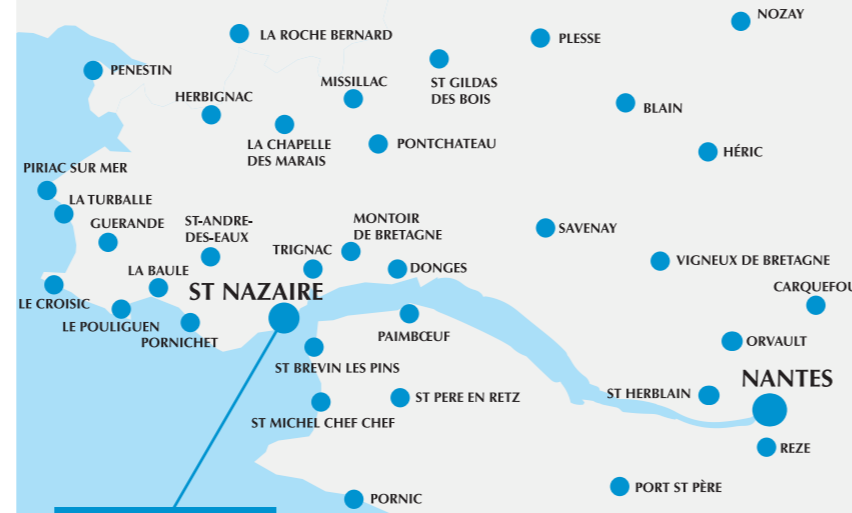 NOZAY
LA ROCHE BERNARD
PLESSE
PENESTIN
MISSILLAC
ST GILDAS
DES BOIS
HERBIGNAC
BLAIN
LA CHAPELLE
DES MARAIS
PONTCHATEAU
HÉRIC
PIRIAC SUR MER
LA TURBALLE
GUERANDE
ST-ANDRE-
DES-EAUX
MONTOIR
DE BRETAGNE
SAVENAY
TRIGNAC
VIGNEUX DE BRETAGNE
LA BAULE
DONGES
CARQUEFOU
ST NAZAIRE
LE CROISIC
LE POULIGUEN
PORNICHET
PAIMBŒUF
ORVAULT
ST BREVIN LES PINS
NANTES
ST HERBLAIN
ST PERE EN RETZ
ST MICHEL CHEF CHEF
REZE
PORT ST PÈRE
PORNIC